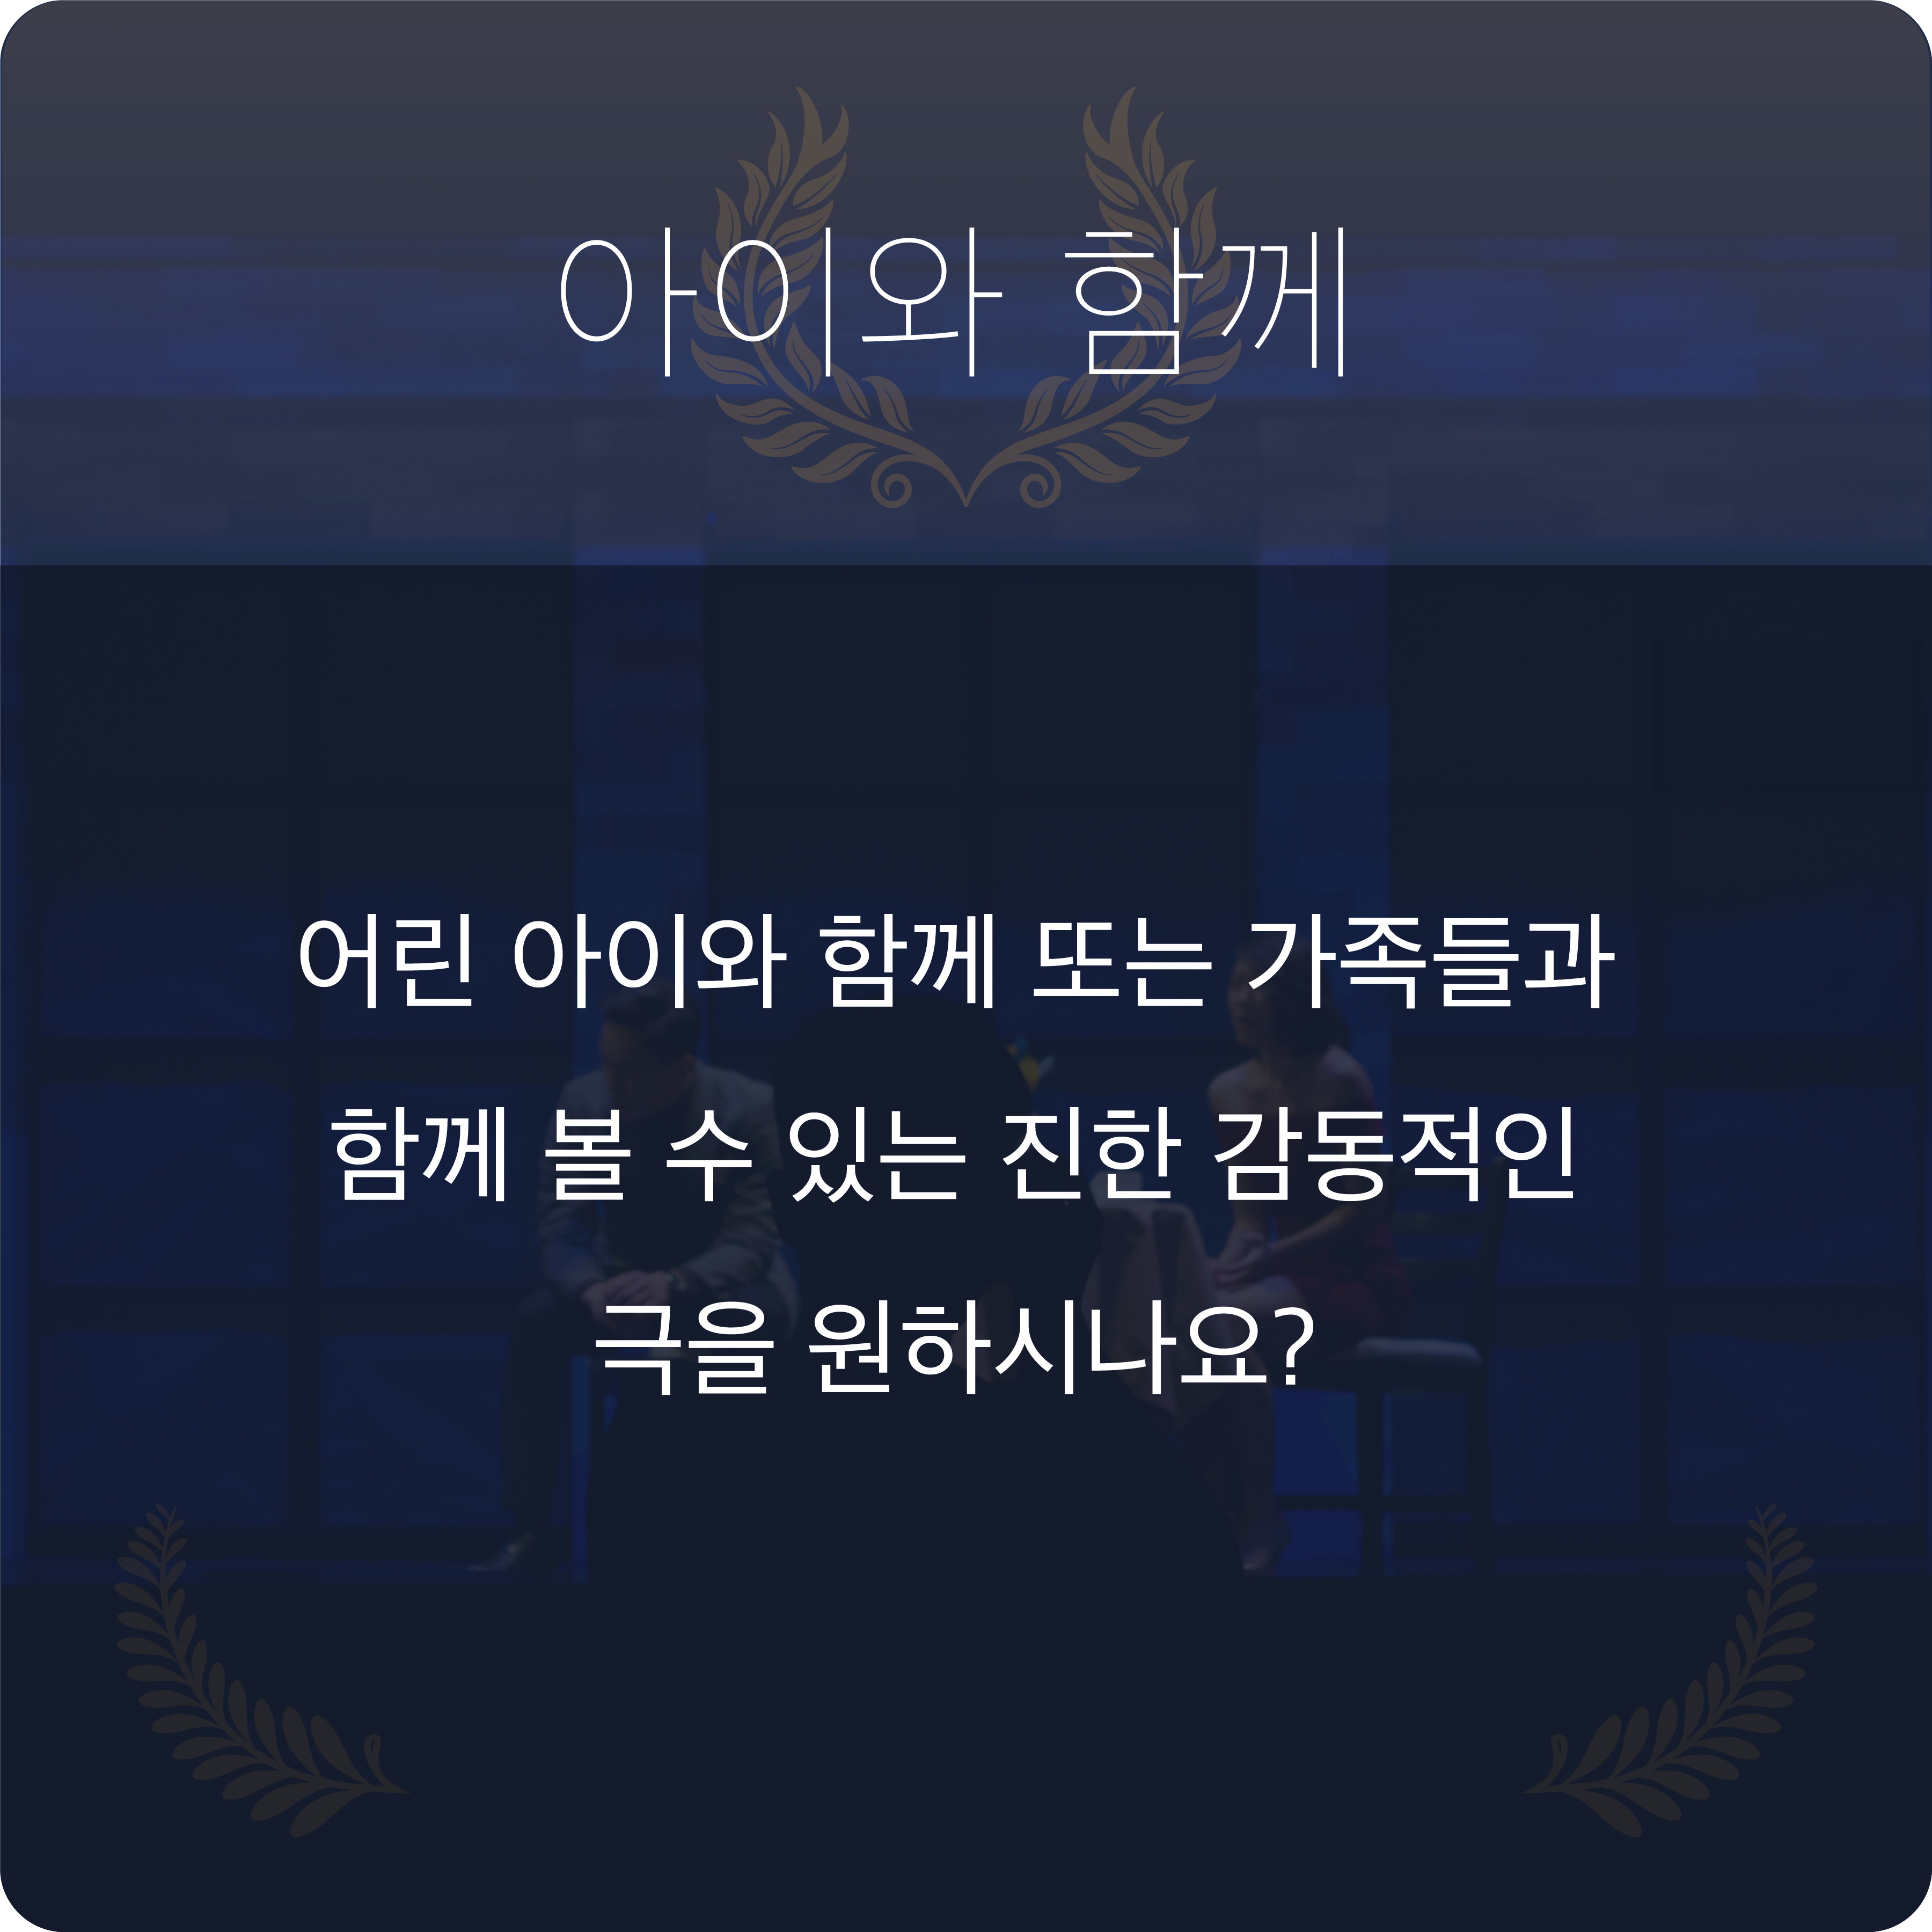 아이와 함께
어린 아이와 함께 또는 가족들과
함께 볼 수 있는 진한 감동적인
극을 원하시나요?